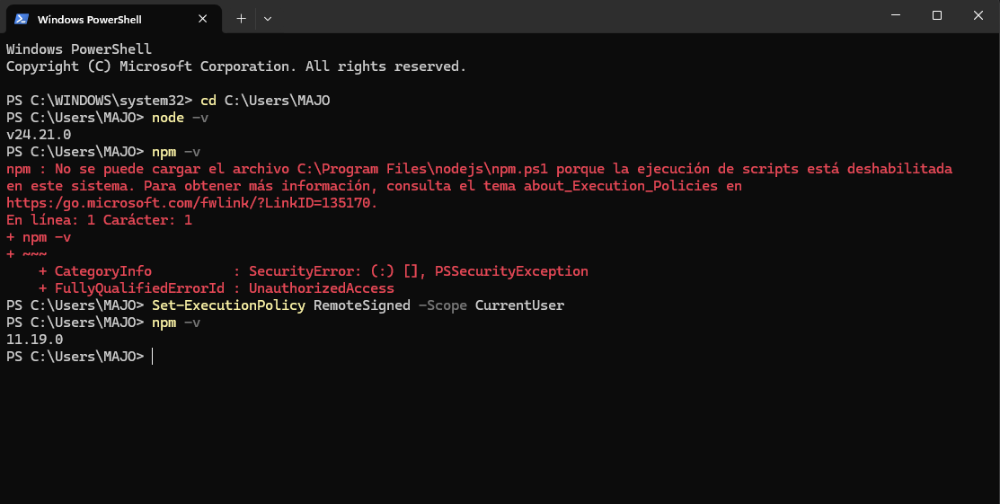 Windows PowerShell
Windows PowerShell
Copyright (C) Microsoft Corporation. All rights reserved.
PS C:\WINDOWS\system32> cd C:\Users\MAJO
PS C:\Users\MAJO> node -v
v24.21.0
PS C:\Users\MAJO> npm -v
npm : No se puede cargar el archivo C:\Program Files\nodejs\npm.ps1 porque la ejecución de scripts está deshabilitada
en este sistema. Para obtener más información, consulta el tema about_Execution_Policies en
https:/go.microsoft.com/fwlink/?LinkID=135170.
En línea: 1 Carácter: 1
+ npm -v
+ ~~~
    + CategoryInfo          : SecurityError: (:) [], PSSecurityException
    + FullyQualifiedErrorId : UnauthorizedAccess
PS C:\Users\MAJO> Set-ExecutionPolicy RemoteSigned -Scope CurrentUser
PS C:\Users\MAJO> npm -v
11.19.0
PS C:\Users\MAJO>